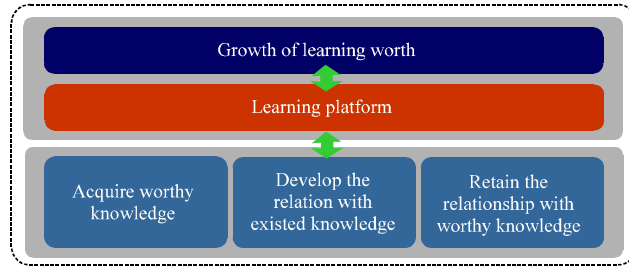 Growth of learning worth
Learning platform
Acquire worthy
knowledge
Develop the
relation with
existed knowledge
Retain the
relationship with
worthy knowledge